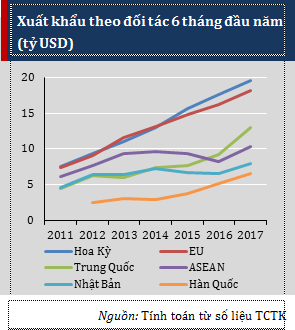 Xuất khẩu theo đối tác 6 tháng đầu năm
(tỷ USD)
20
15
10
5
0
2011 2012 2013 2014 2015 2016 2017
Hoa Kỳ EU
Trung Quốc ASEAN
Nhật Bản Hàn Quốc
Nguồn: Tính toán từ số liệu TCTK